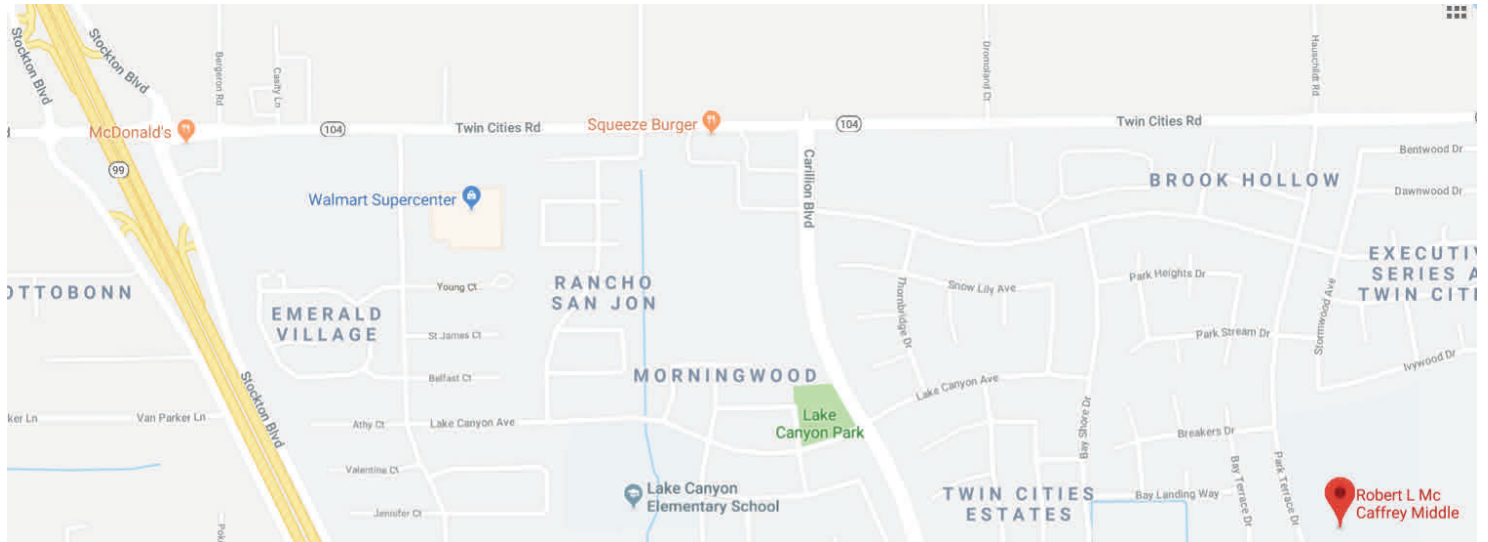 Stockton Blvd
Stockton Blvd
Bergeron Rd
Casity Ln
Dromoland Ct
Hauschildt Rd
McDonald's
104
Twin Cities Rd
Squeeze Burger
104
Twin Cities Rd
99
Carillion Blvd
Bentwood Dr
BROOK HOLLOW
Dawnwood Dr
Walmart Supercenter
EXECUTIV
SERIES A
TWIN CITI
OTTOBONN
Young Ct
RANCHO
SAN JON
Thornbridge Dr
Snow Lily Ave
Park Heights Dr
EMERALD
VILLAGE
St James Ct
Park Stream Dr
Stormwood Ave
Ivywood Dr
Stockton Blvd
Belfast Ct
MORNINGWOOD
Lake Canyon Ave
Bay Shore Dr
ker Ln
Van Parker Ln
Athy Ct
Lake Canyon Ave
Lake
Canyon Park
Breakers Dr
Valentine Ct
Lake Canyon
Elementary School
TWIN CITIES
ESTATES
Bay Landing Way
Bay Terrace Dr
Park Terrace Dr
Robert L Mc
Caffrey Middle
Jennifer Ct